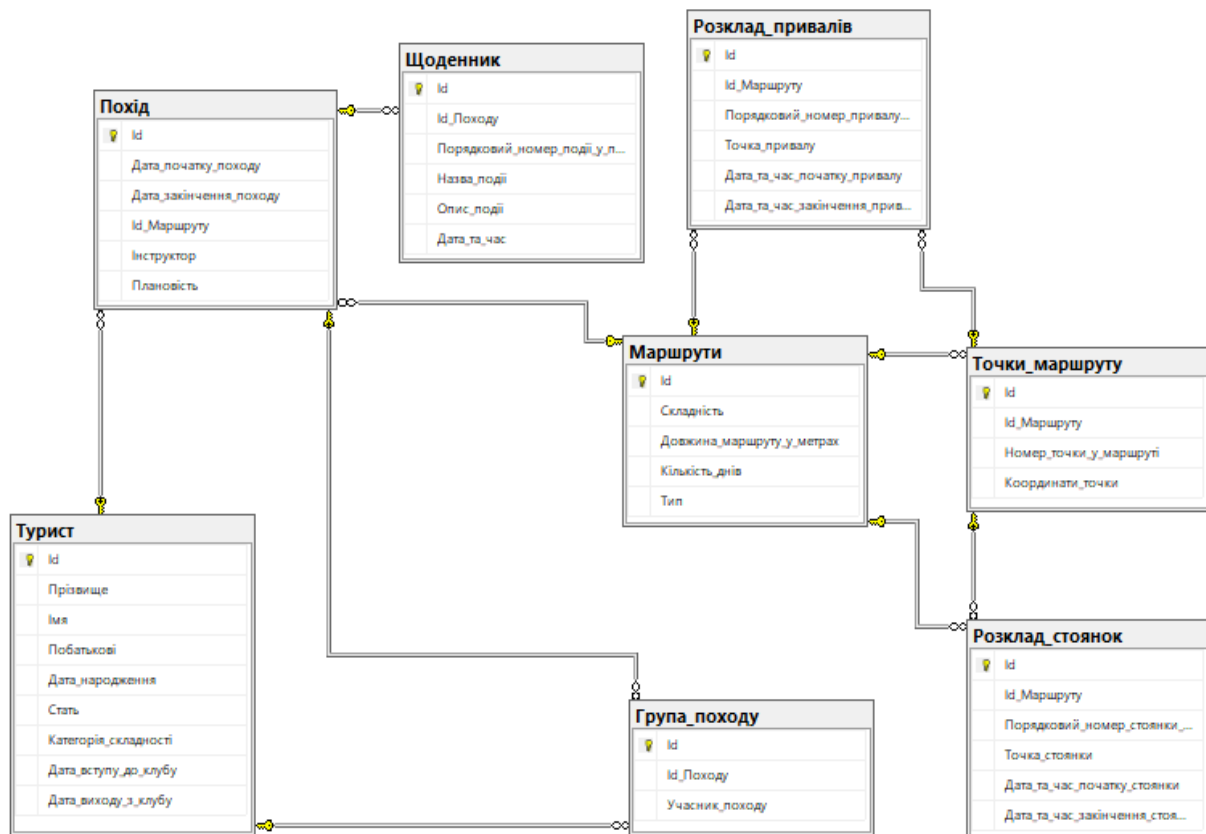 Розклад_привалів
Id
Id_Маршруту
Порядковий_номер_привалу...
Точка_привалу
Дата_та_час_початку_привалу
Дата_та_час_закінчення_прив...
Щоденник
Id
Id_Походу
Порядковий_номер_події_у_п...
Назва_події
Опис_події
Дата_та_час
Похід
Id
Дата_початку_походу
Дата_закінчення_походу
Id_Маршруту
Інструктор
Плановість
Маршрути
Id
Складність
Довжина_маршруту_у_метрах
Кількість_днів
Тип
Точки_маршруту
Id
Id_Маршруту
Номер_точки_у_маршруті
Координати_точки
Турист
Id
Прізвище
Імя
Побатькові
Дата_народження
Стать
Категорія_складності
Дата_вступу_до_клубу
Дата_виходу_з_клубу
Група_походу
Id
Id_Походу
Учасник_походу
Розклад_стоянок
Id
Id_Маршруту
Порядковий_номер_стоянки_...
Точка_стоянки
Дата_та_час_початку_стоянки
Дата_та_час_закінчення_стоя...